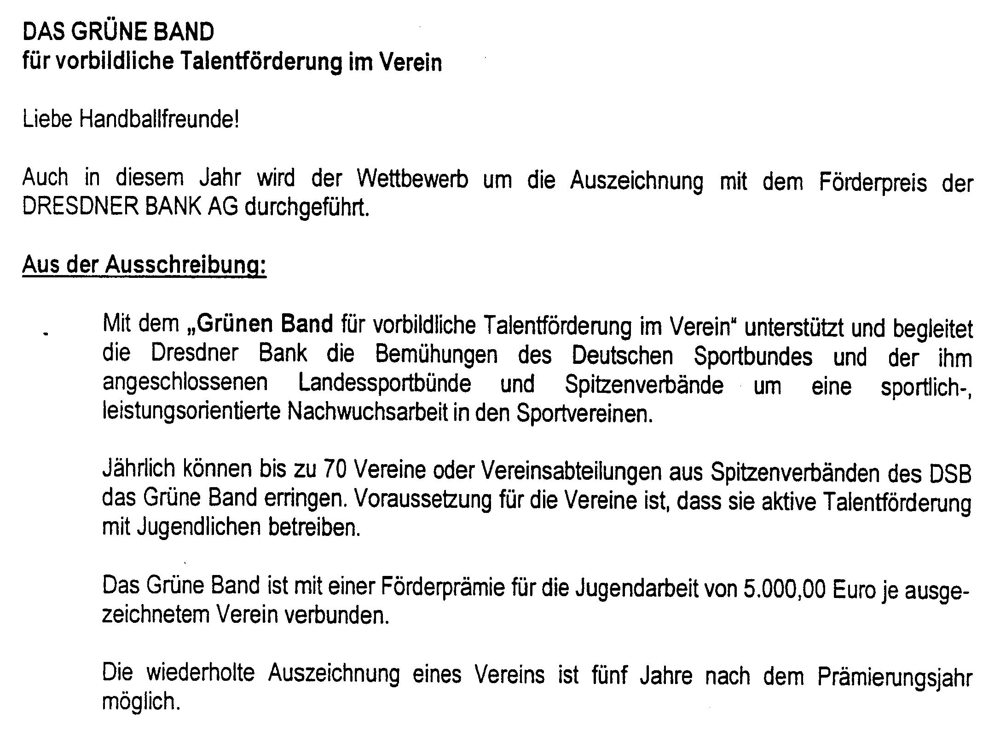 DAS GRÜNE BAND
für vorbildliche Talentförderung im Verein
Liebe Handballfreunde!
Auch in diesem Jahr wird der Wettbewerb um die Auszeichnung mit dem Förderpreis der
DRESDNER BANK AG durchgeführt.
Aus der Ausschreibung:
Mit dem „Grünen Band für vorbildliche Talentförderung im Verein“ unterstützt und begleitet
die Dresdner Bank die Bemühungen des Deutschen Sportbundes und der ihm
angeschlossenen Landessportbünde und Spitzenverbände um eine sportlich-,
leistungsorientierte Nachwuchsarbeit in den Sportvereinen.
Jährlich können bis zu 70 Vereine oder Vereinsabteilungen aus Spitzenverbänden des DSB
das Grüne Band erringen. Voraussetzung für die Vereine ist, dass sie aktive Talentförderung
mit Jugendlichen betreiben.
Das Grüne Band ist mit einer Förderprämie für die Jugendarbeit von 5.000,00 Euro je ausge-
zeichnetem Verein verbunden.
Die wiederholte Auszeichnung eines Vereins ist fünf Jahre nach dem Prämierungsjahr
möglich.